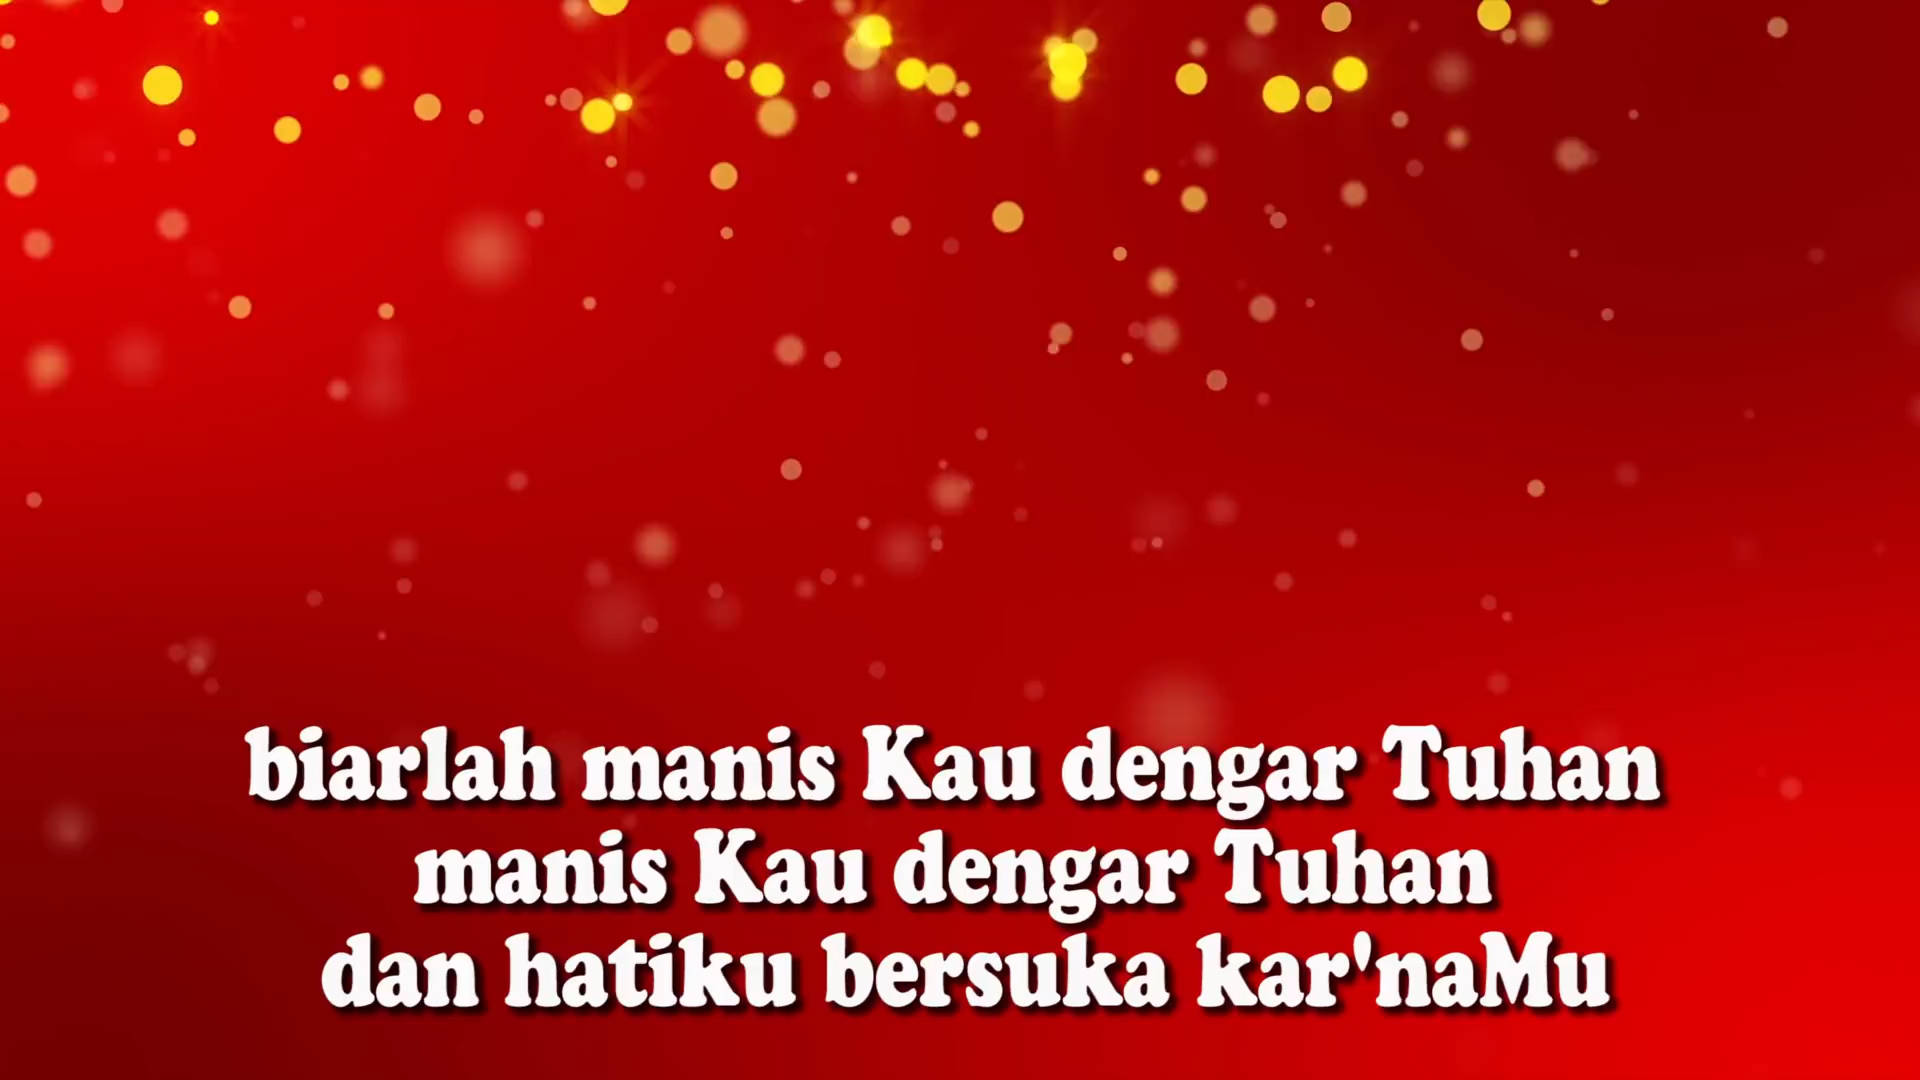 biarlah manis Kau dengar Tuhan
manis Kau dengar Tuhan
dan hatiku bersuka kar'naMu